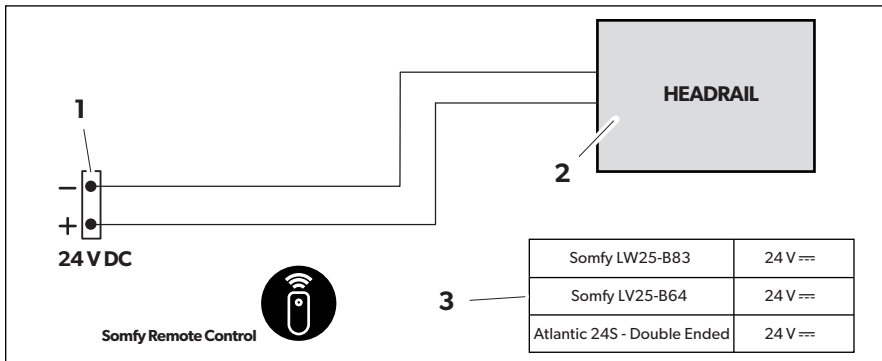 HEADRAIL
1
2
−
+
24 V DC
Somfy Remote Control
3
Somfy LW25-B83 24 V ⎓
Somfy LV25-B64 24 V ⎓
Atlantic 24S - Double Ended 24 V ⎓